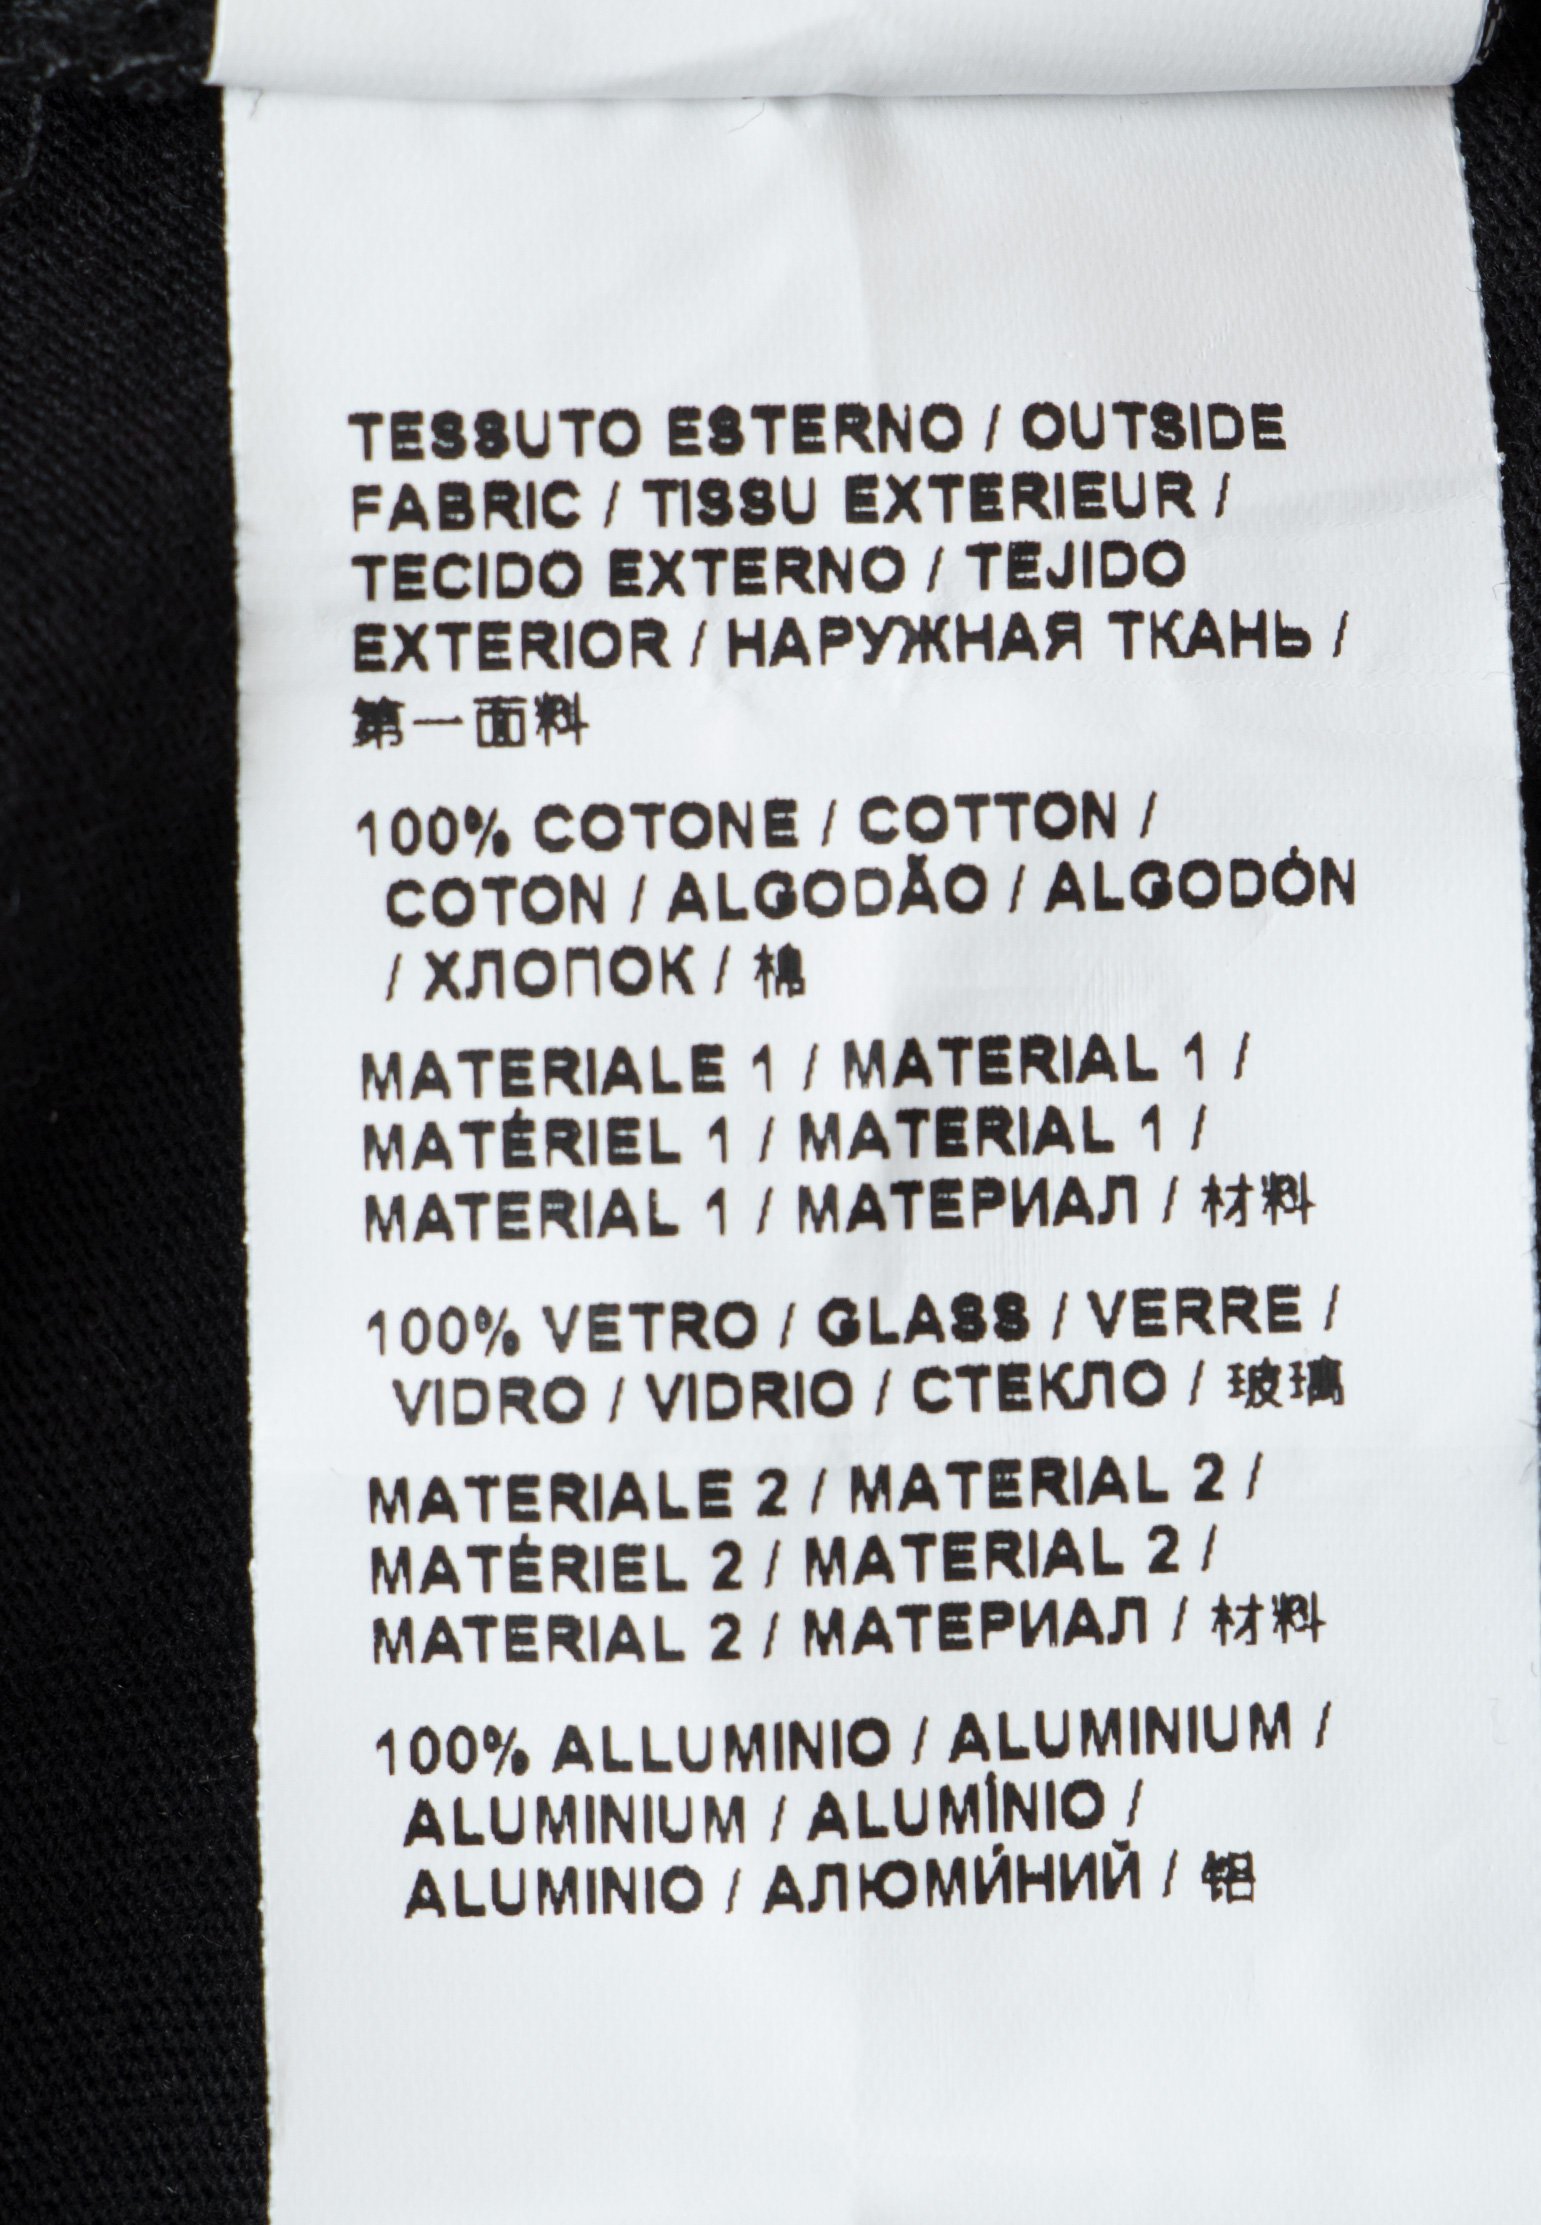 TESSUTO ESTERNO / OUTSIDE
FABRIC / TISSU EXTERIEUR /
TECIDO EXTERNO / TEJIDO
EXTERIOR / НАРУЖНАЯ ТКАНЬ /
第一面料
100% COTONE / COTTON /
COTON / ALGODÃO / ALGODÓN
/ ХЛОПОК / 棉
MATERIALE 1 / MATERIAL 1 /
MATÉRIEL 1 / MATERIAL 1 /
MATERIAL 1 / МАТЕРИАЛ / 材料
100% VETRO / GLASS / VERRE /
VIDRO / VIDRIO / СТЕКЛО / 玻璃
MATERIALE 2 / MATERIAL 2 /
MATÉRIEL 2 / MATERIAL 2 /
MATERIAL 2 / МАТЕРИАЛ / 材料
100% ALLUMINIO / ALUMINIUM /
ALUMINIUM / ALUMÍNIO /
ALUMINIO / АЛЮМИ́НИЙ / 铝